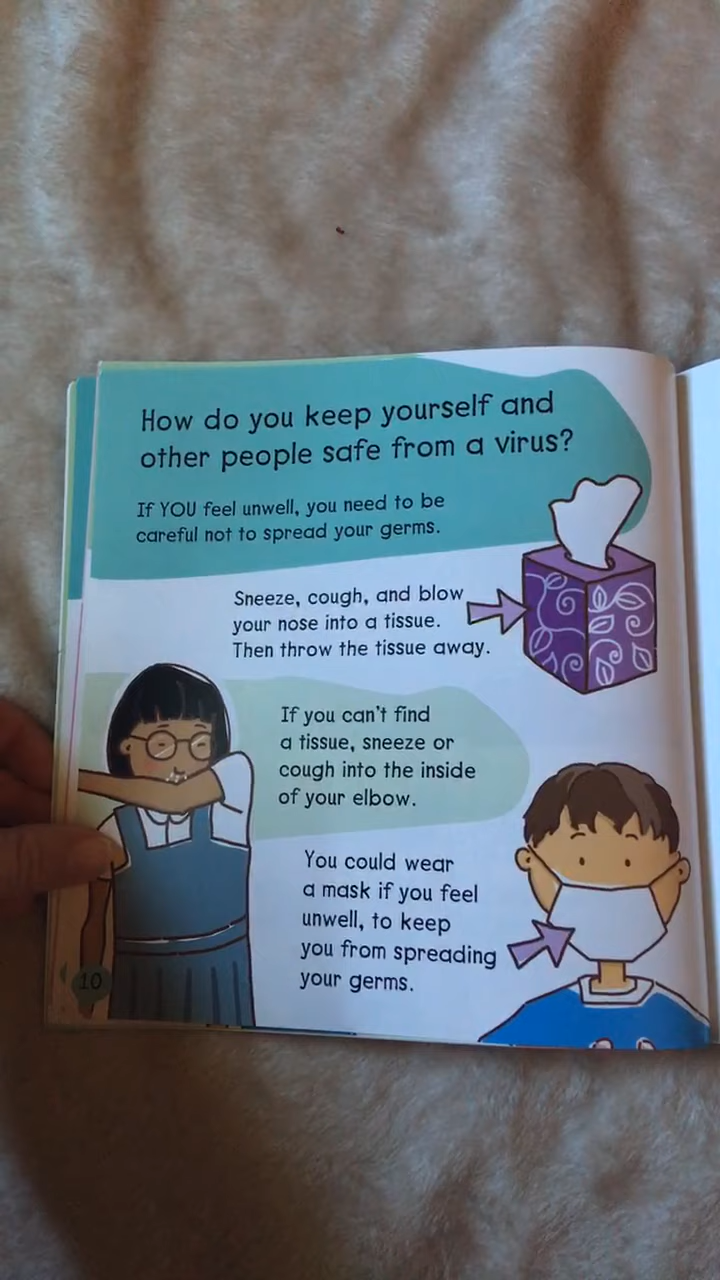 How do you keep yourself and
other people safe from a virus?
If YOU feel unwell, you need to be
careful not to spread your germs.
Sneeze, cough, and blow
your nose into a tissue.
Then throw the tissue away.
If you can't find
a tissue, sneeze or
cough into the inside
of your elbow.
You could wear
a mask if you feel
unwell, to keep
you from spreading
your germs.
10